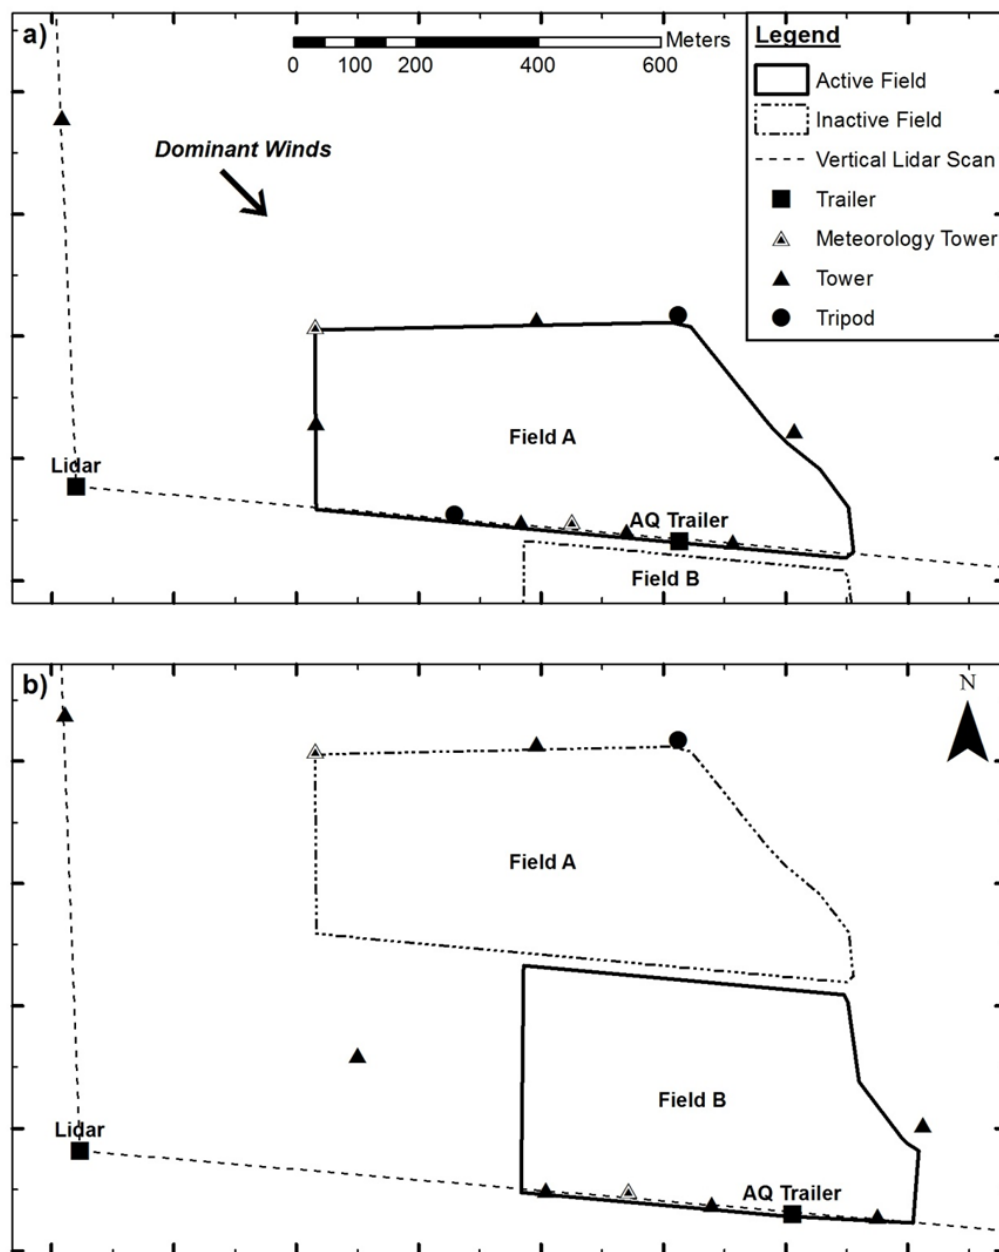 a)
Meters
0 100 200 400 600
Legend
Active Field
Inactive Field
Vertical Lidar Scan
Trailer
Meteorology Tower
Tower
Tripod
Dominant Winds
Field A
Lidar
AQ Trailer
Field B
b)
N
Field A
Field B
Lidar
AQ Trailer